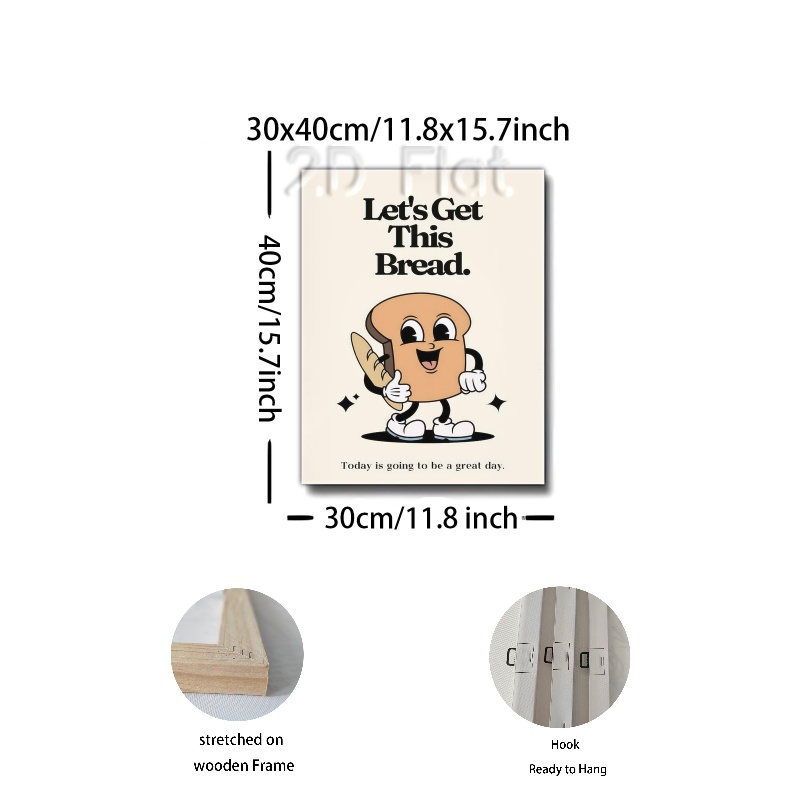 30x40cm/11.8x15.7inch
2D Flat
Let's Get
This
Bread.
Today is going to be a great day.
40cm/15.7inch
30cm/11.8 inch
stretched on
wooden Frame
Hook
Ready to Hang